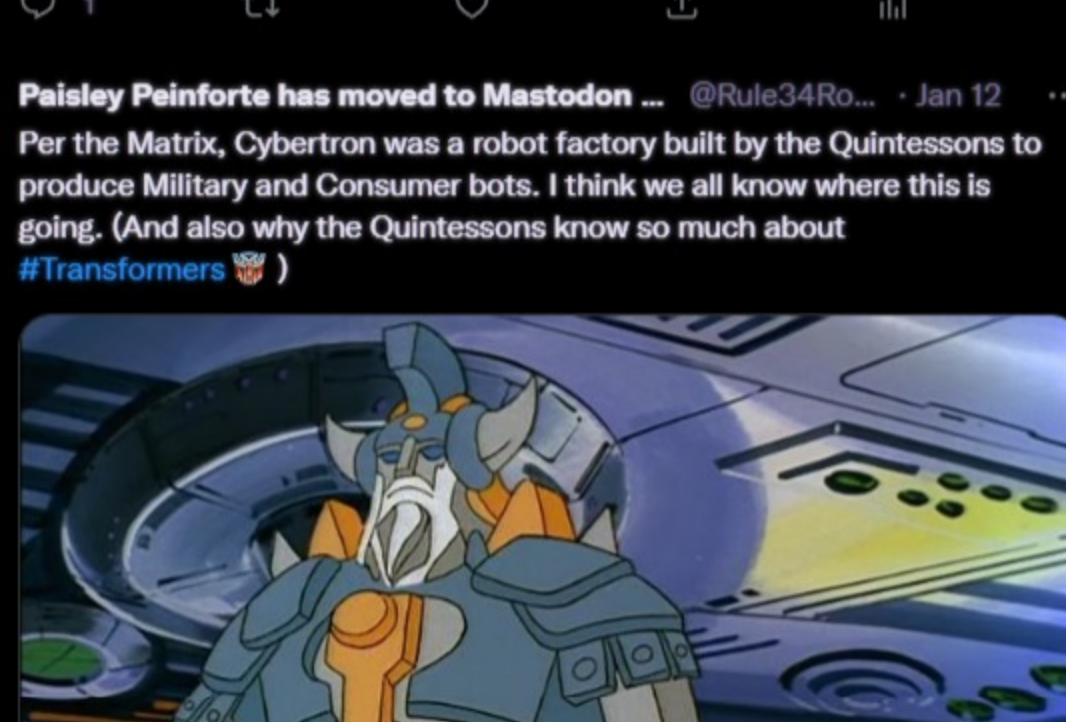 Paisley Peinforte has moved to Mastodon ... @Rule34Ro... · Jan 12
Per the Matrix, Cybertron was a robot factory built by the Quintessons to
produce Military and Consumer bots. I think we all know where this is
going. (And also why the Quintessons know so much about
#Transformers )